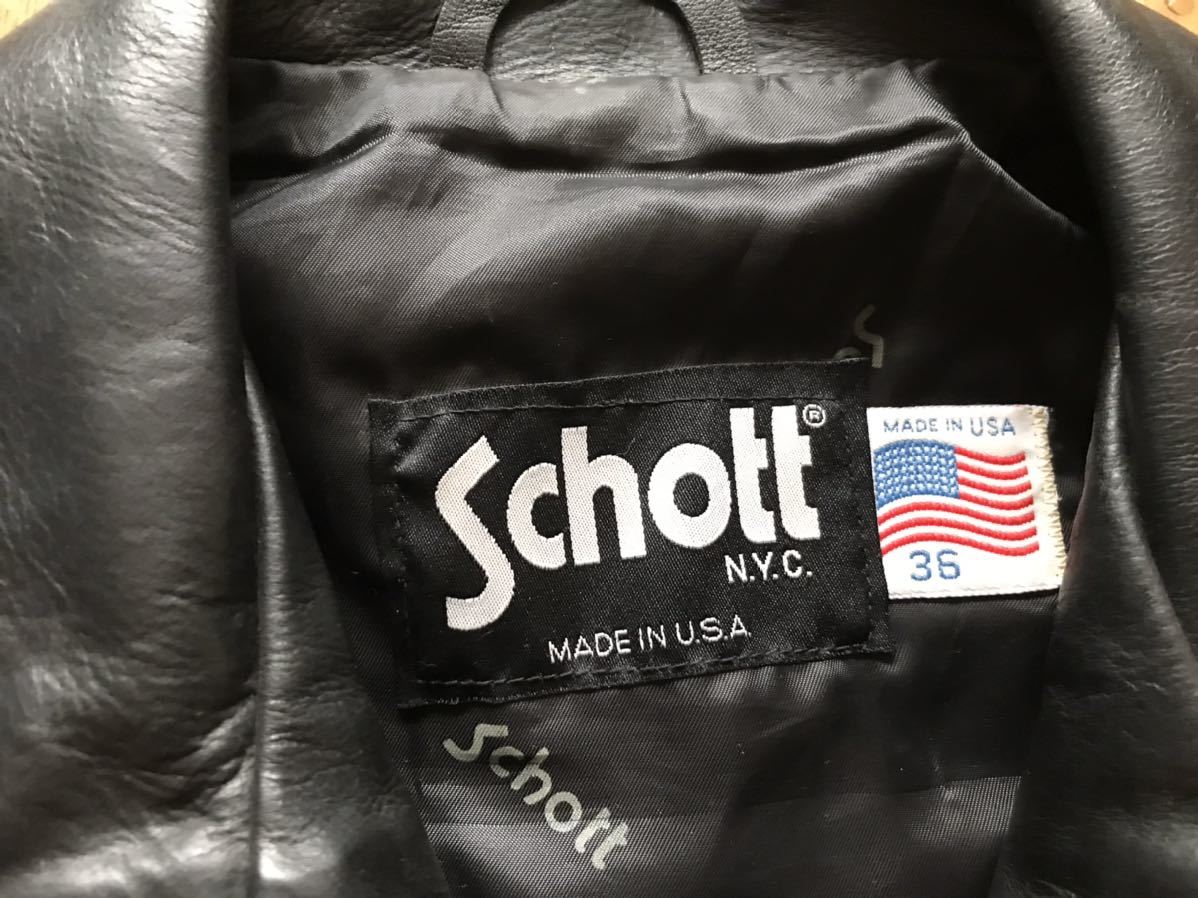 Schott®
N.Y.C.
MADE IN U.S.A
MADE IN USA
36
Schott